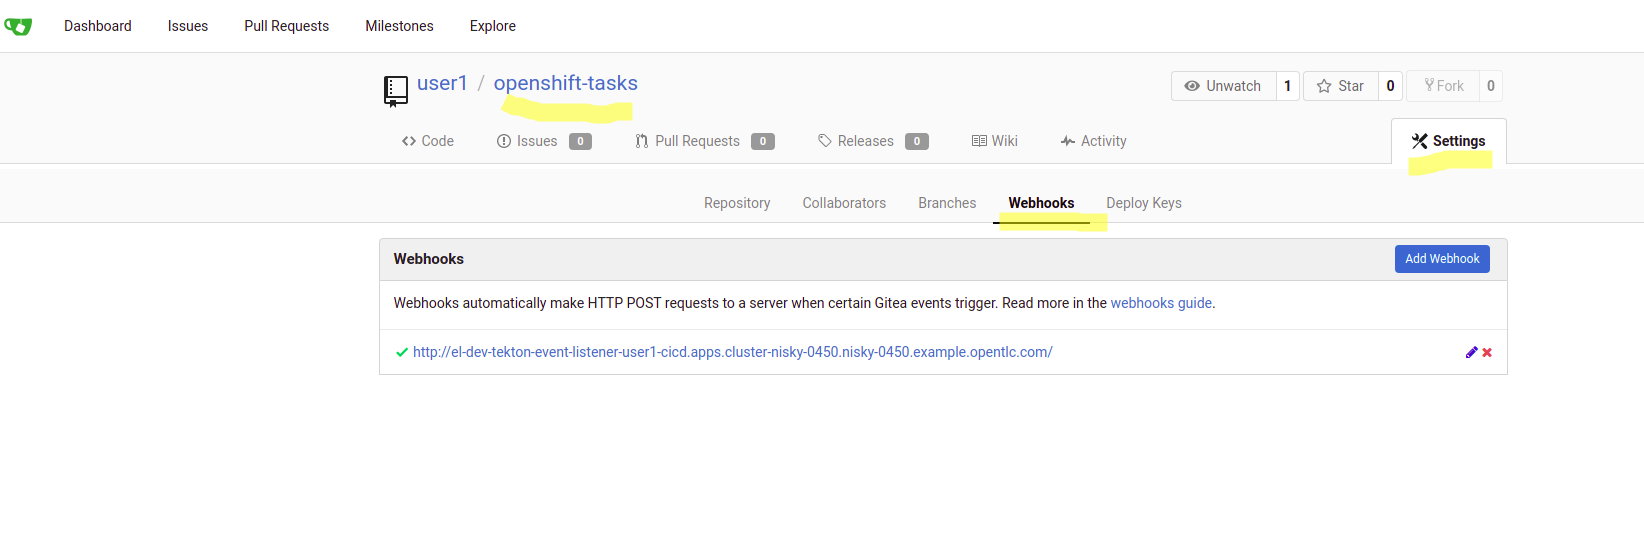 Dashboard Issues Pull Requests Milestones Explore
user1 / openshift-tasks Unwatch 1 Star 0 Fork 0
Code Issues 0 Pull Requests 0 Releases 0 Wiki Activity Settings
Repository Collaborators Branches Webhooks Deploy Keys
Webhooks Add Webhook
Webhooks automatically make HTTP POST requests to a server when certain Gitea events trigger. Read more in the webhooks guide.
http://el-dev-tekton-event-listener-user1-cicd.apps.cluster-nisky-0450.nisky-0450.example.opentlc.com/